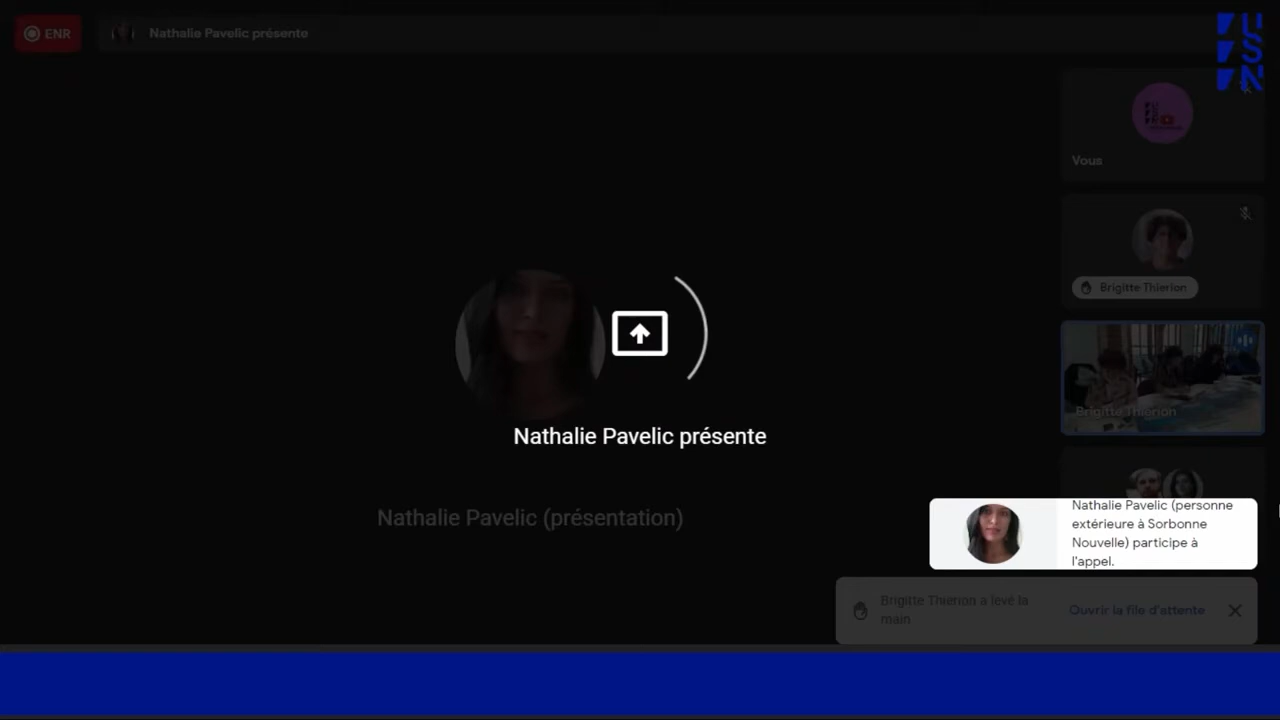 ENR
Nathalie Pavelic présente
USN
Vous
Brigitte Thierion
Brigitte Thierion
Nathalie Pavelic présente
Nathalie Pavelic (présentation)
Nathalie Pavelic (personne
extérieure à Sorbonne
Nouvelle) participe à
l'appel.
Brigitte Thierion a levé la
main
Ouvrir la file d'attente